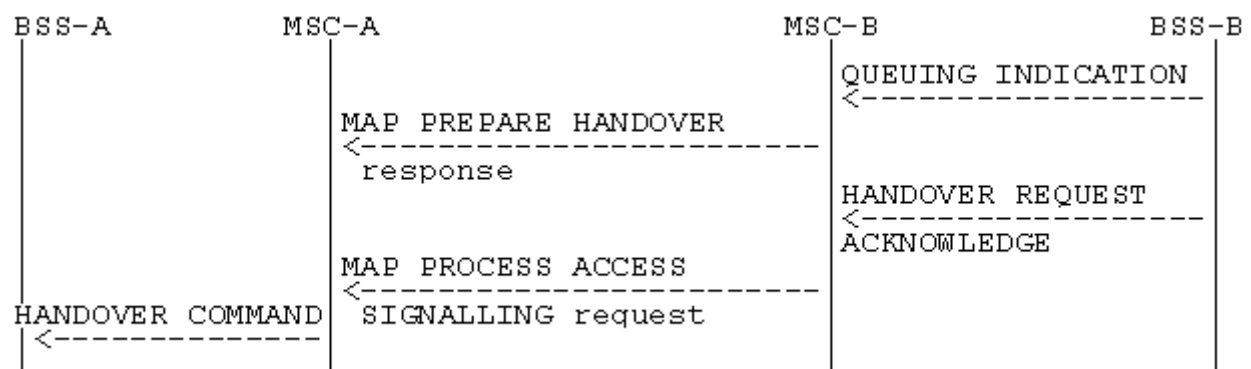 BSS-A MSC-A MSC-B BSS-B
QUEUING INDICATION
MAP PREPARE HANDOVER
response
HANDOVER REQUEST
ACKNOWLEDGE
MAP PROCESS ACCESS
HANDOVER COMMAND SIGNALLING request